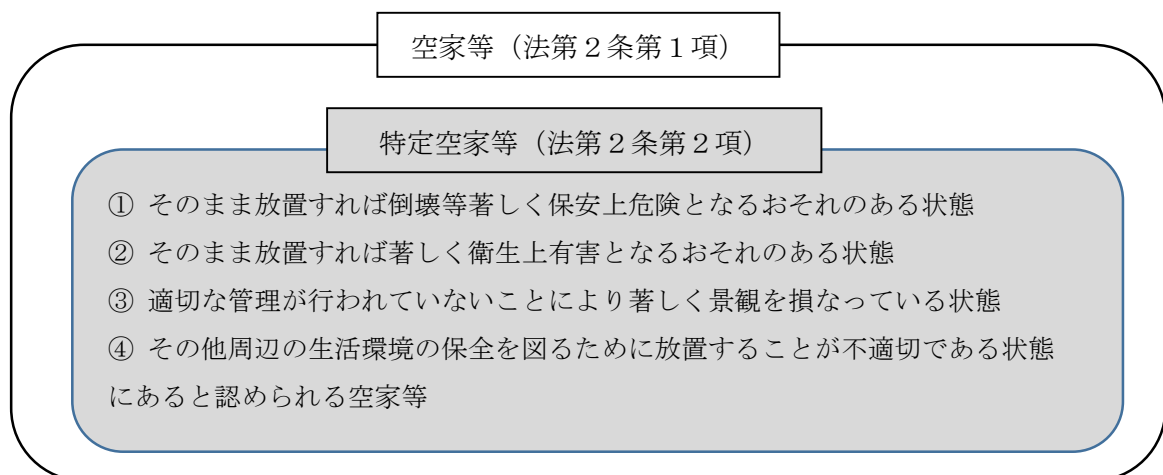 空家等（法第２条第１項）
特定空家等（法第２条第２項）
① そのまま放置すれば倒壊等著しく保安上危険となるおそれのある状態
② そのまま放置すれば著しく衛生上有害となるおそれのある状態
③ 適切な管理が行われていないことにより著しく景観を損なっている状態
④ その他周辺の生活環境の保全を図るために放置することが不適切である状態
にあると認められる空家等